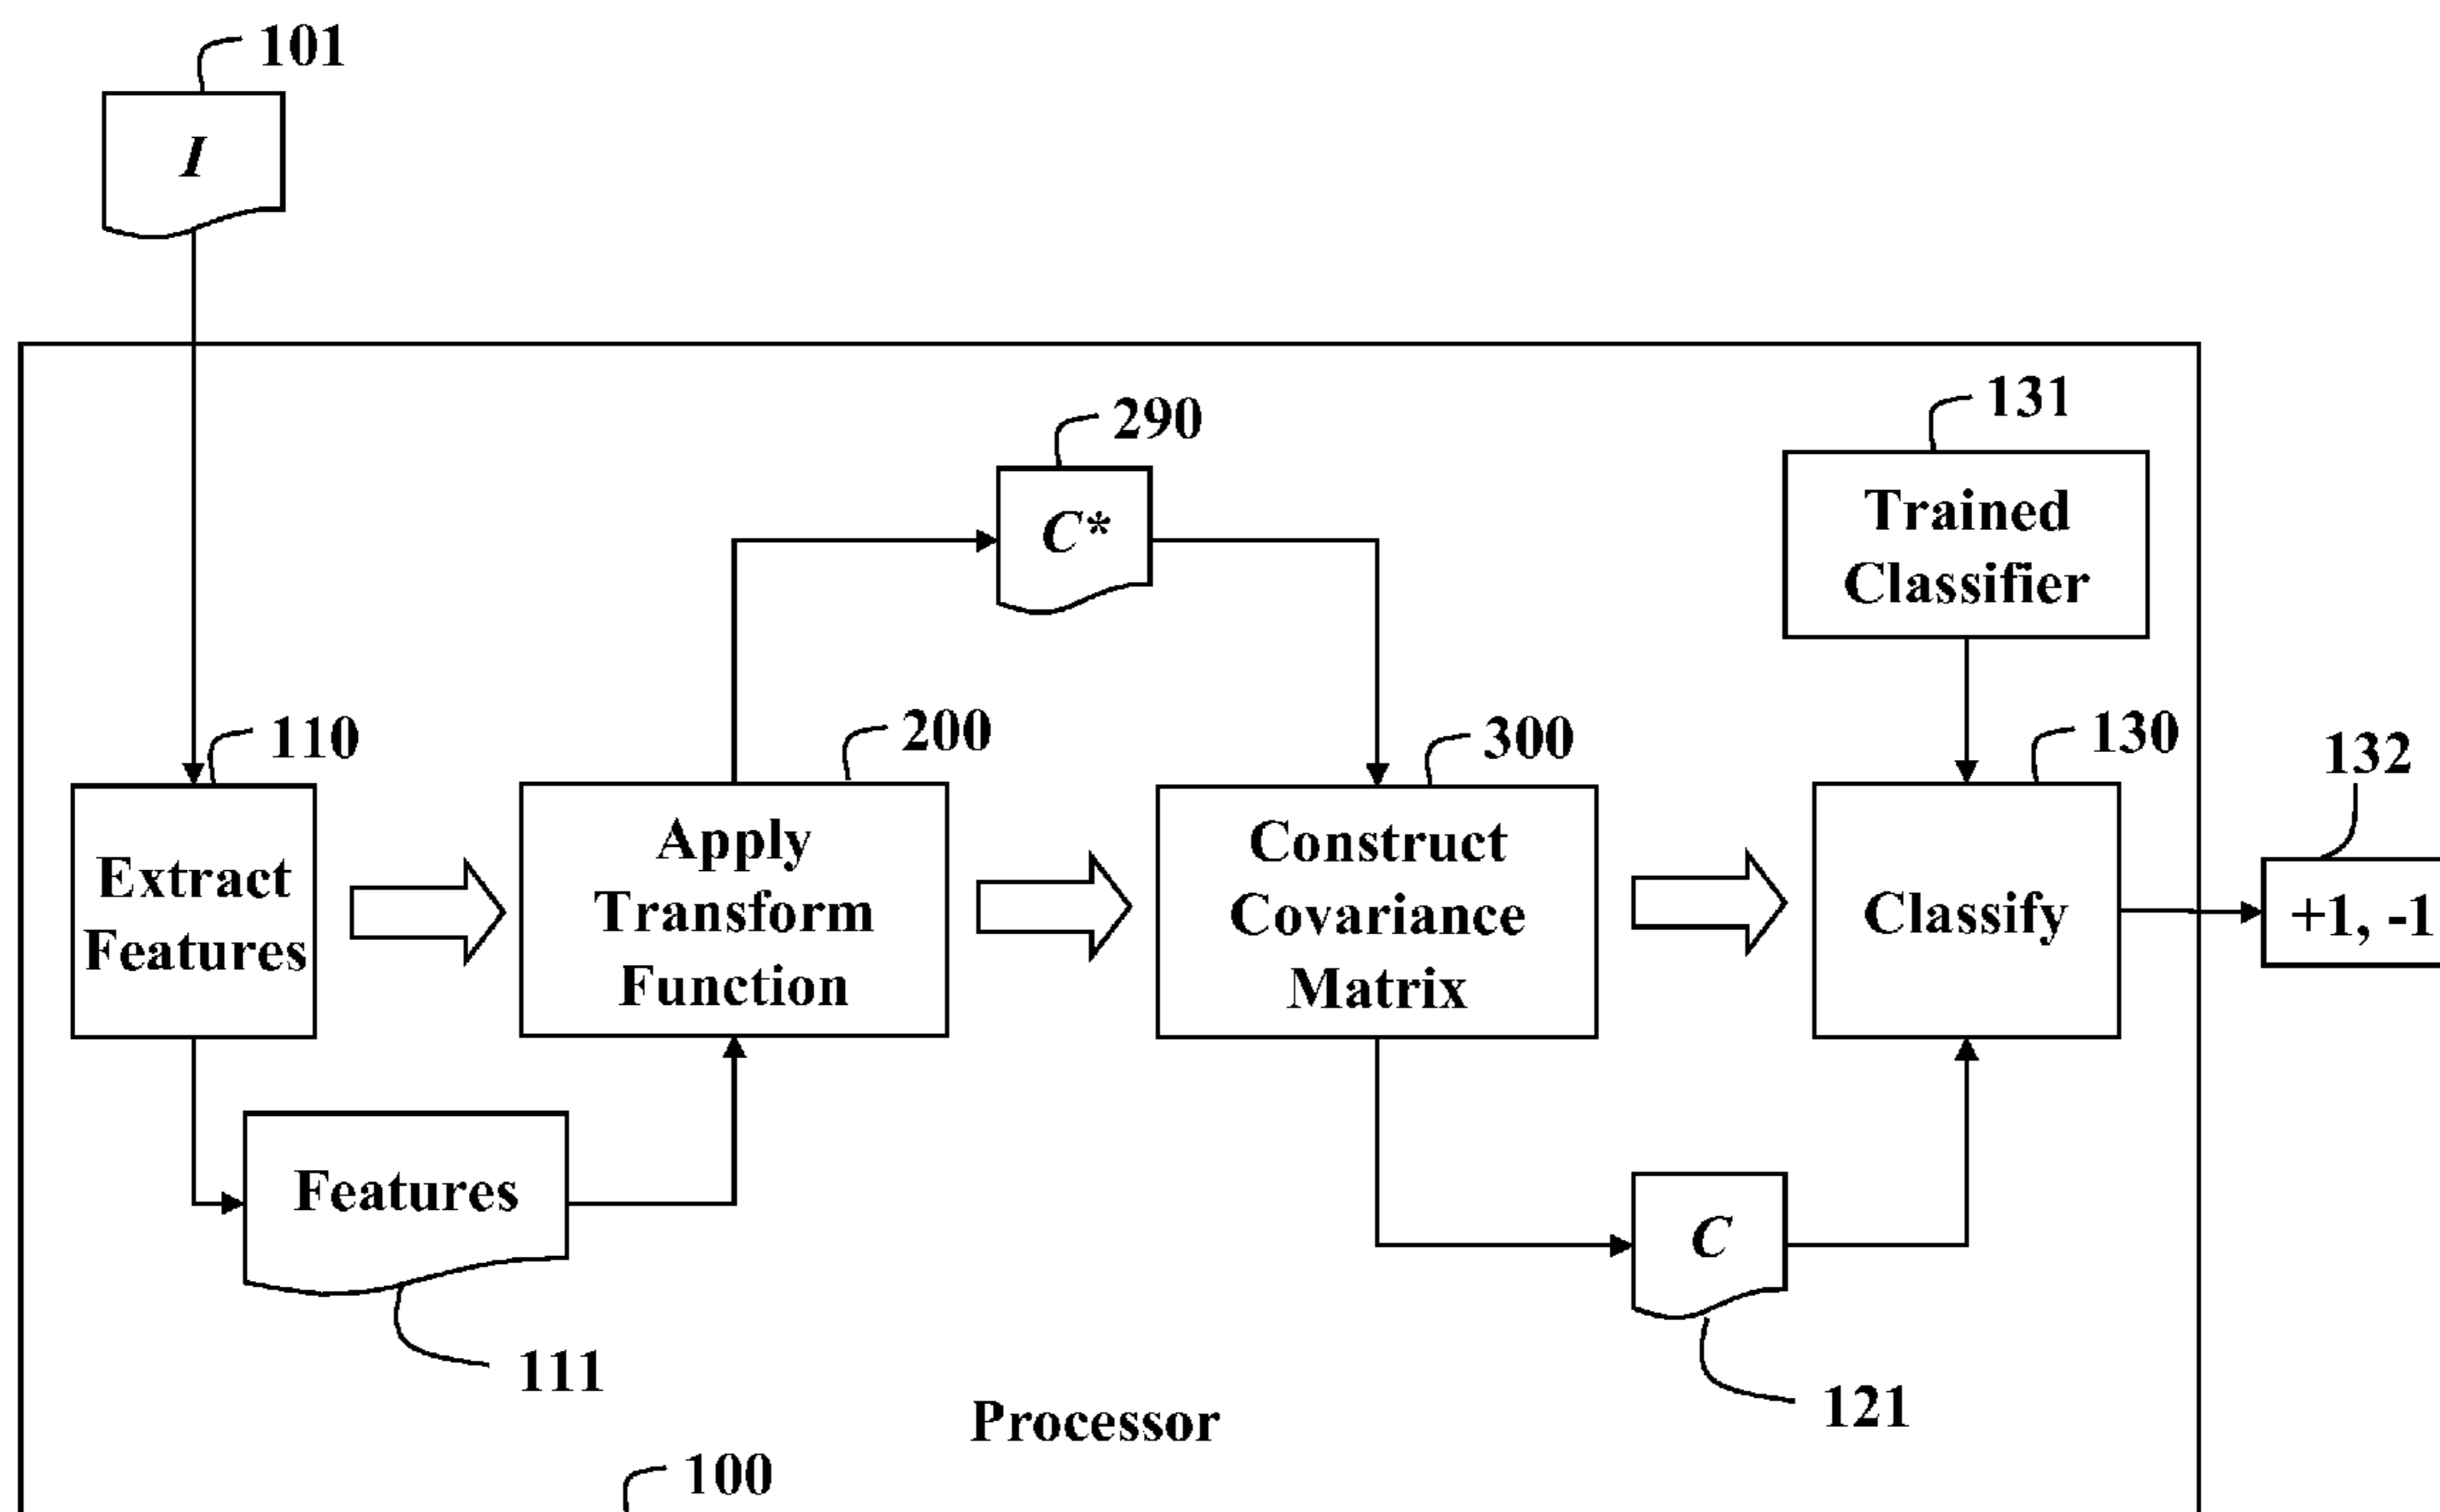 101
I
290
131
C*
Trained
Classifier
110
200
300
130
132
Extract
Features
Apply
Transform
Function
Construct
Covariance
Matrix
Classify
+1, -1
Features
C
111
121
Processor
100